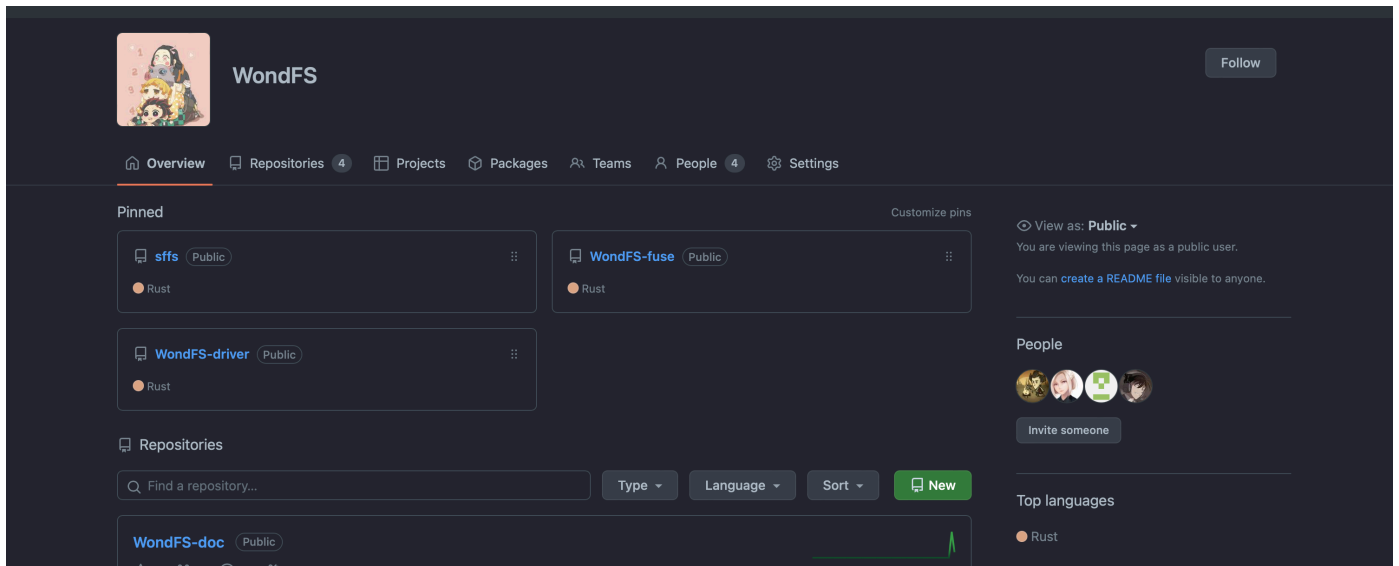 WondFS
Follow
Overview Repositories 4 Projects Packages Teams People 4 Settings
Pinned
Customize pins
sffs Public
Rust
WondFS-fuse Public
Rust
WondFS-driver Public
Rust
Repositories
Find a repository...
Type
Language
Sort
New
WondFS-doc Public
View as: Public
You are viewing this page as a public user.
You can create a README file visible to anyone.
People
Invite someone
Top languages
Rust